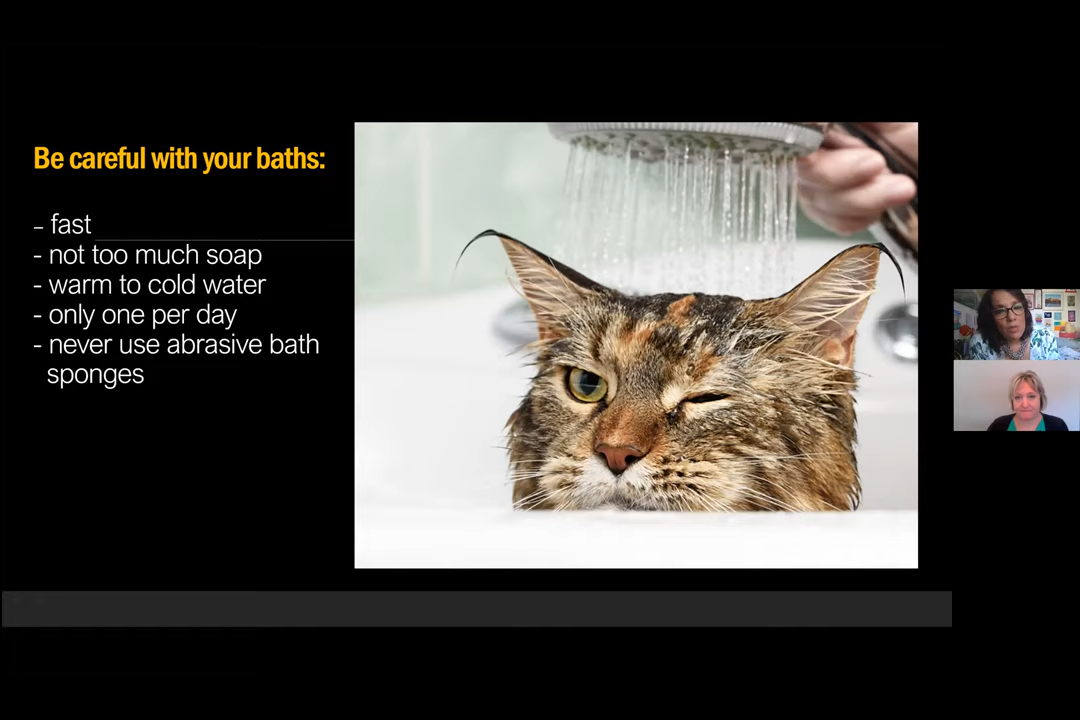 Be careful with your baths:
- fast
- not too much soap
- warm to cold water
- only one per day
- never use abrasive bath
sponges